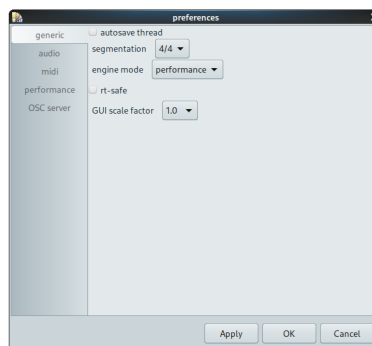 preferences
generic
audio
midi
performance
OSC server
autosave thread
segmentation 4/4
engine mode performance
rt-safe
GUI scale factor 1.0
Apply OK Cancel